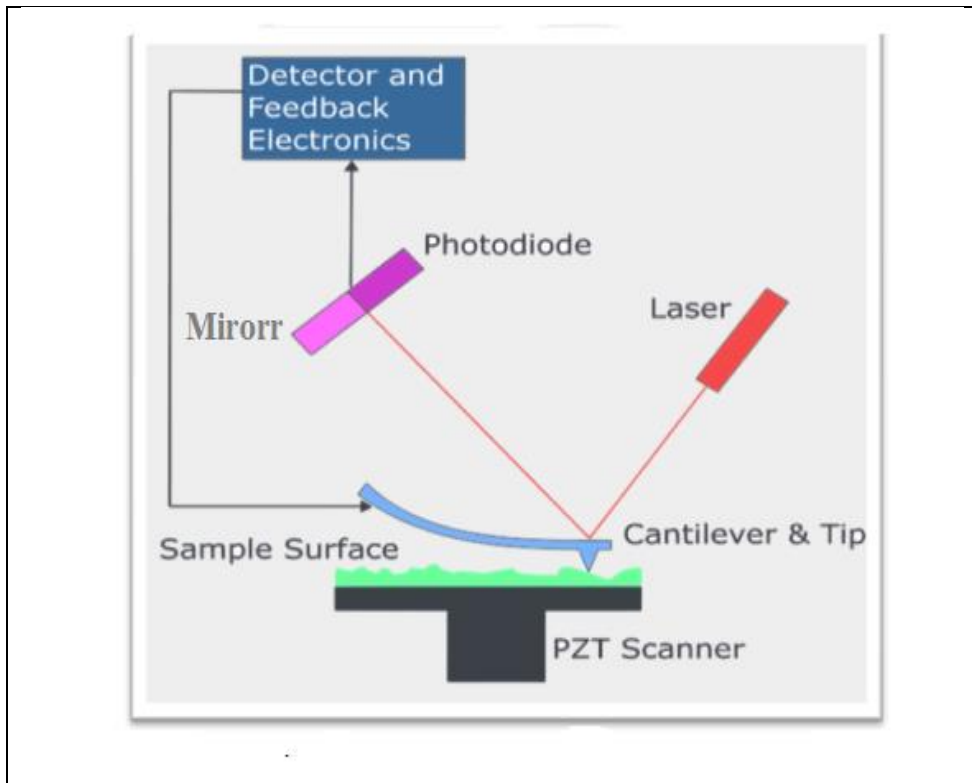 Detector and
Feedback
Electronics
Photodiode
Mirorr
Laser
Cantilever & Tip
Sample Surface
PZT Scanner